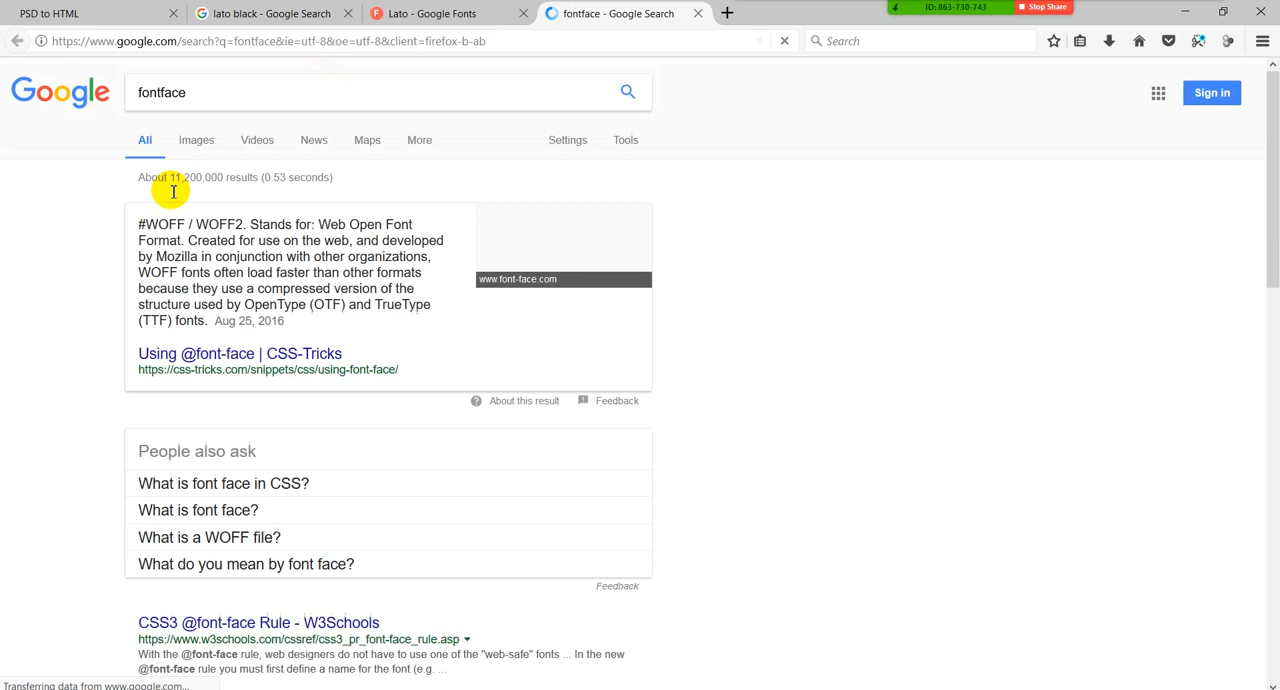 PSD to HTML
lato black - Google Search
Lato - Google Fonts
fontface - Google Search
ID: 863-730-743
Stop Share
https://www.google.com/search?q=fontface&ie=utf-8&oe=utf-8&client=firefox-b-ab
Search
Google
fontface
Sign in
All
Images
Videos
News
Maps
More
Settings
Tools
About 11,200,000 results (0.53 seconds)
#WOFF / WOFF2. Stands for: Web Open Font
Format. Created for use on the web, and developed
by Mozilla in conjunction with other organizations,
WOFF fonts often load faster than other formats
because they use a compressed version of the
structure used by OpenType (OTF) and TrueType
(TTF) fonts. Aug 25, 2016
www.font-face.com
Using @font-face | CSS-Tricks
https://css-tricks.com/snippets/css/using-font-face/
About this result
Feedback
People also ask
What is font face in CSS?
What is font face?
What is a WOFF file?
What do you mean by font face?
Feedback
CSS3 @font-face Rule - W3Schools
https://www.w3schools.com/cssref/css3_pr_font-face_rule.asp
With the @font-face rule, web designers do not have to use one of the "web-safe" fonts ... In the new
@font-face rule you must first define a name for the font (e.g. ...
Transferring data from www.google.com...